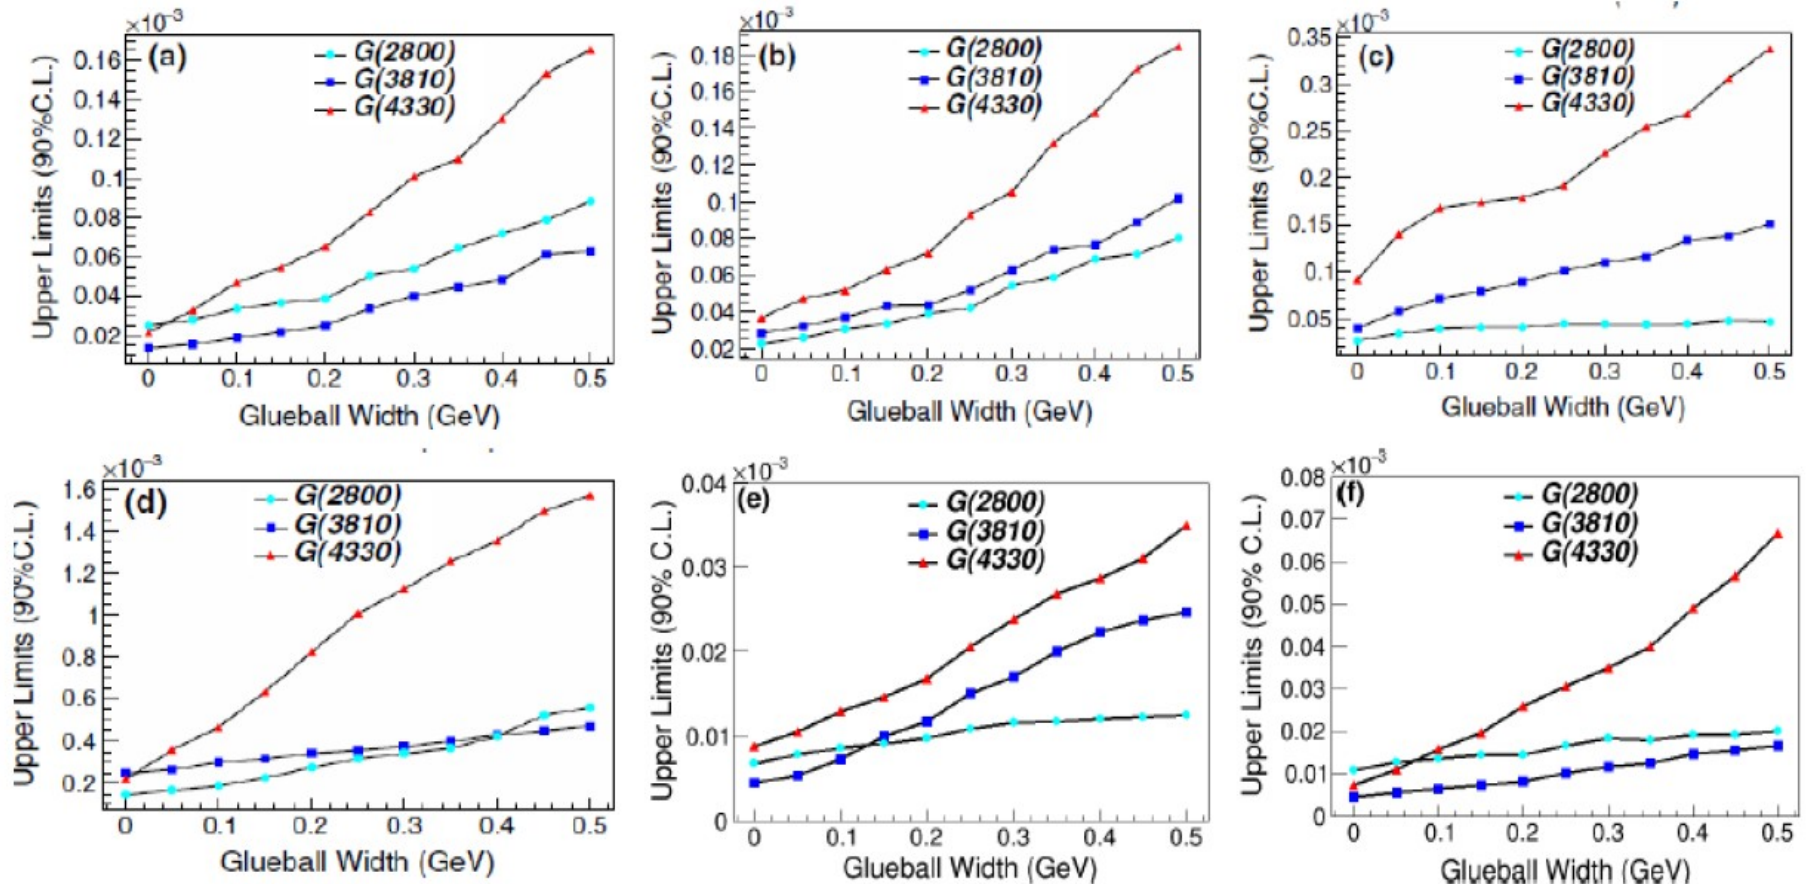 ×10⁻³
(a)
G(2800)
G(3810)
G(4330)
0.16
0.14
0.12
0.1
0.08
0.06
0.04
0.02
0 0.1 0.2 0.3 0.4 0.5
Upper Limits (90%C.L.)
Glueball Width (GeV)
×10⁻³
(b)
G(2800)
G(3810)
G(4330)
0.18
0.16
0.14
0.12
0.1
0.08
0.06
0.04
0.02
0 0.1 0.2 0.3 0.4 0.5
Upper Limits (90%C.L.)
Glueball Width (GeV)
×10⁻³
(c)
G(2800)
G(3810)
G(4330)
0.35
0.3
0.25
0.2
0.15
0.1
0.05
0 0.1 0.2 0.3 0.4 0.5
Upper Limits (90%C.L.)
Glueball Width (GeV)
×10⁻³
(d)
G(2800)
G(3810)
G(4330)
1.6
1.4
1.2
1
0.8
0.6
0.4
0.2
0 0.1 0.2 0.3 0.4 0.5
Upper Limits (90%C.L.)
Glueball Width (GeV)
×10⁻³
(e)
G(2800)
G(3810)
G(4330)
0.04
0.03
0.02
0.01
0
0 0.1 0.2 0.3 0.4 0.5
Upper Limits (90% C.L.)
Glueball Width (GeV)
×10⁻³
(f)
G(2800)
G(3810)
G(4330)
0.08
0.07
0.06
0.05
0.04
0.03
0.02
0.01
0
0 0.1 0.2 0.3 0.4 0.5
Upper Limits (90% C.L.)
Glueball Width (GeV)